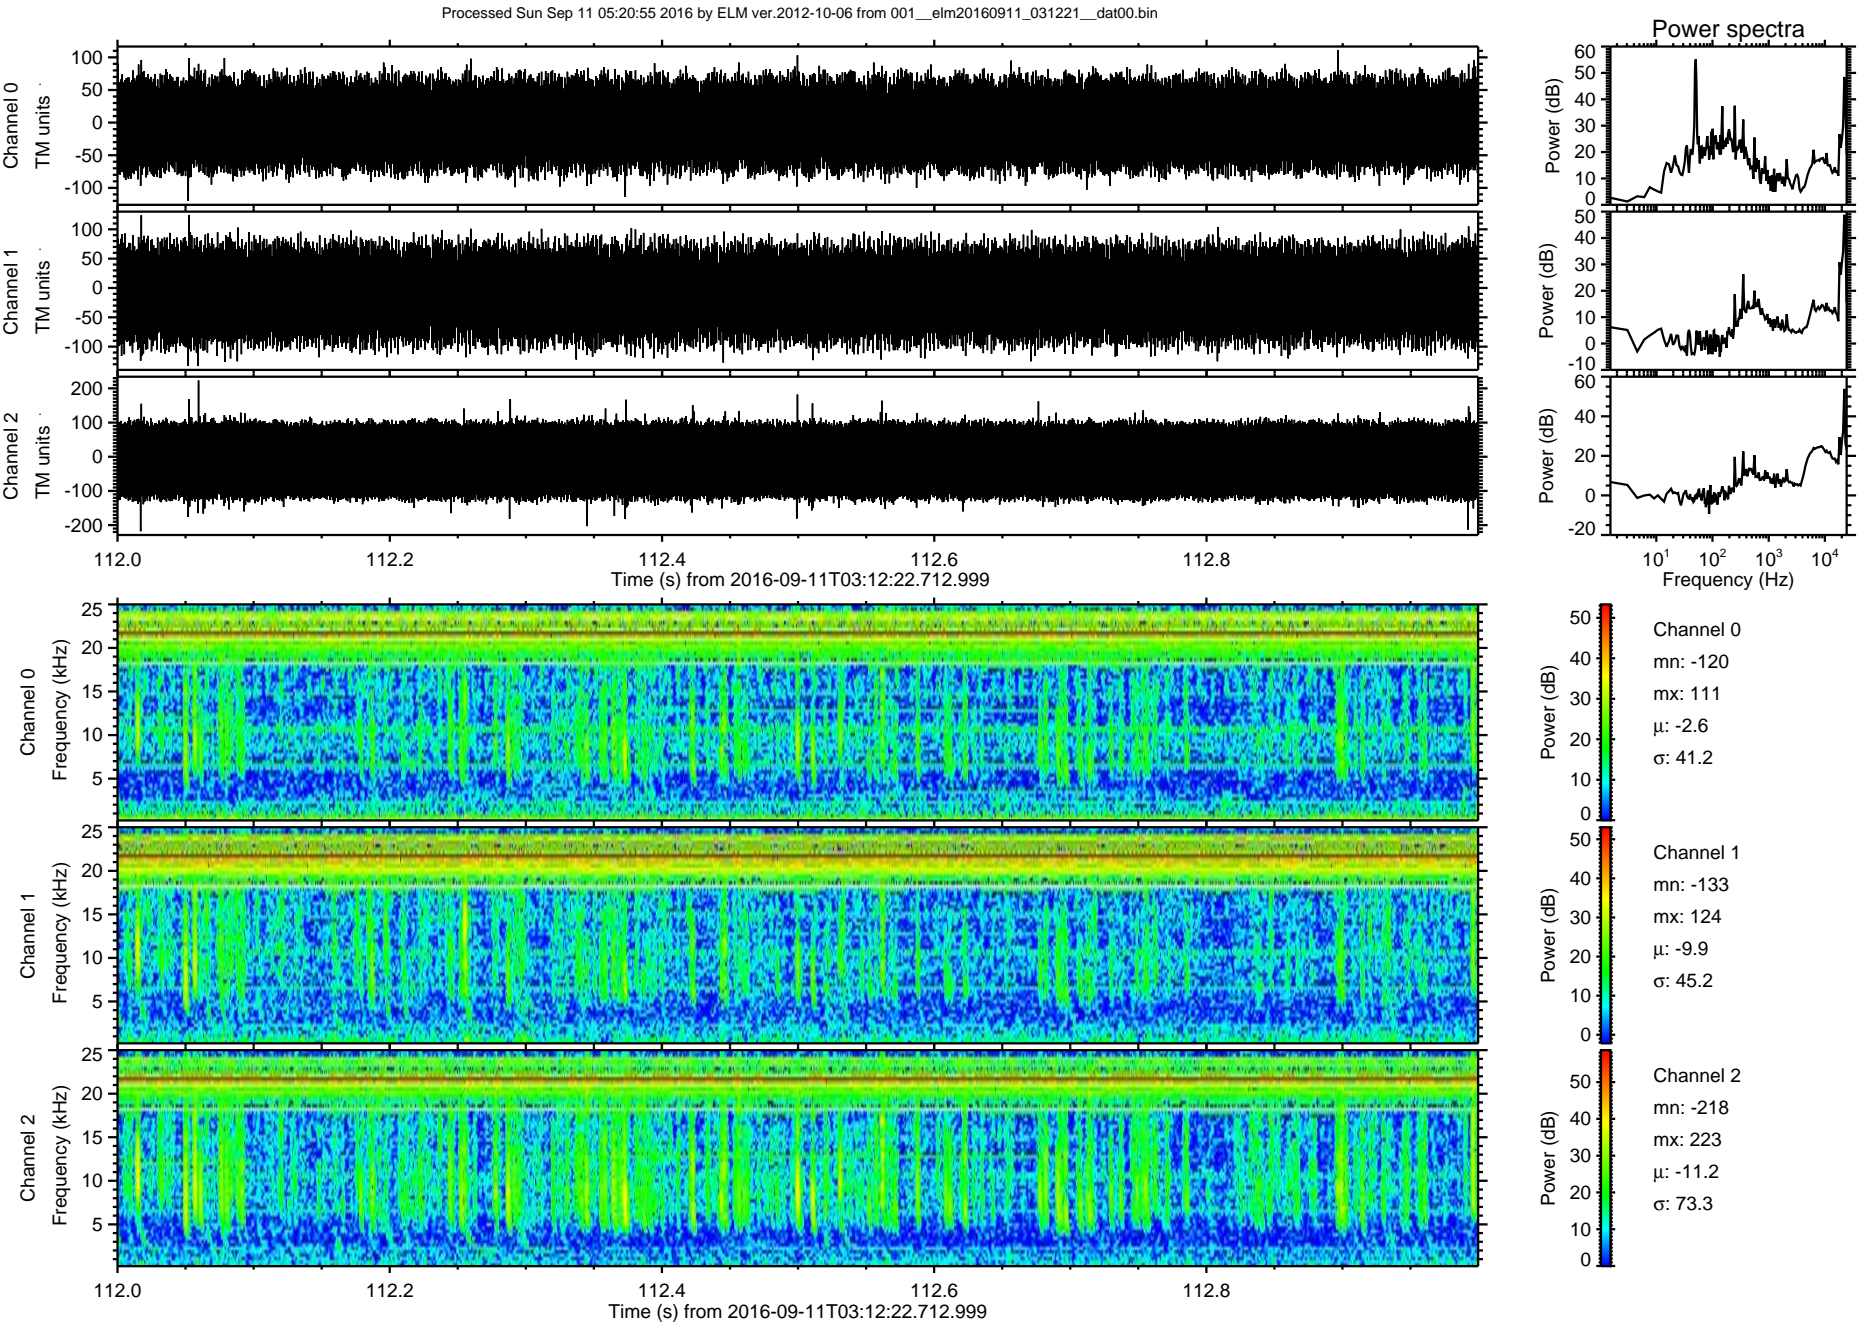 Processed Sun Sep 11 05:20:55 2016 by ELM ver.2012-10-06 from 001__elm20160911_031221__dat00.bin
Power spectra
Channel 0
TM units
100
50
0
-50
-100
Power (dB)
60
50
40
30
20
10
0
Channel 1
TM units
100
50
0
-50
-100
Power (dB)
50
40
30
20
10
0
-10
Channel 2
TM units
200
100
0
-100
-200
Power (dB)
60
40
20
0
-20
112.0 112.2 112.4 112.6 112.8
Time (s) from 2016-09-11T03:12:22.712.999
10^1 10^2 10^3 10^4
Frequency (Hz)
Channel 0
Frequency (kHz)
25
20
15
10
5
Power (dB)
50
40
30
20
10
0
Channel 0
mn: -120
mx: 111
μ: -2.6
σ: 41.2
Channel 1
Frequency (kHz)
25
20
15
10
5
Power (dB)
50
40
30
20
10
0
Channel 1
mn: -133
mx: 124
μ: -9.9
σ: 45.2
Channel 2
Frequency (kHz)
25
20
15
10
5
Power (dB)
50
40
30
20
10
0
Channel 2
mn: -218
mx: 223
μ: -11.2
σ: 73.3
112.0 112.2 112.4 112.6 112.8
Time (s) from 2016-09-11T03:12:22.712.999